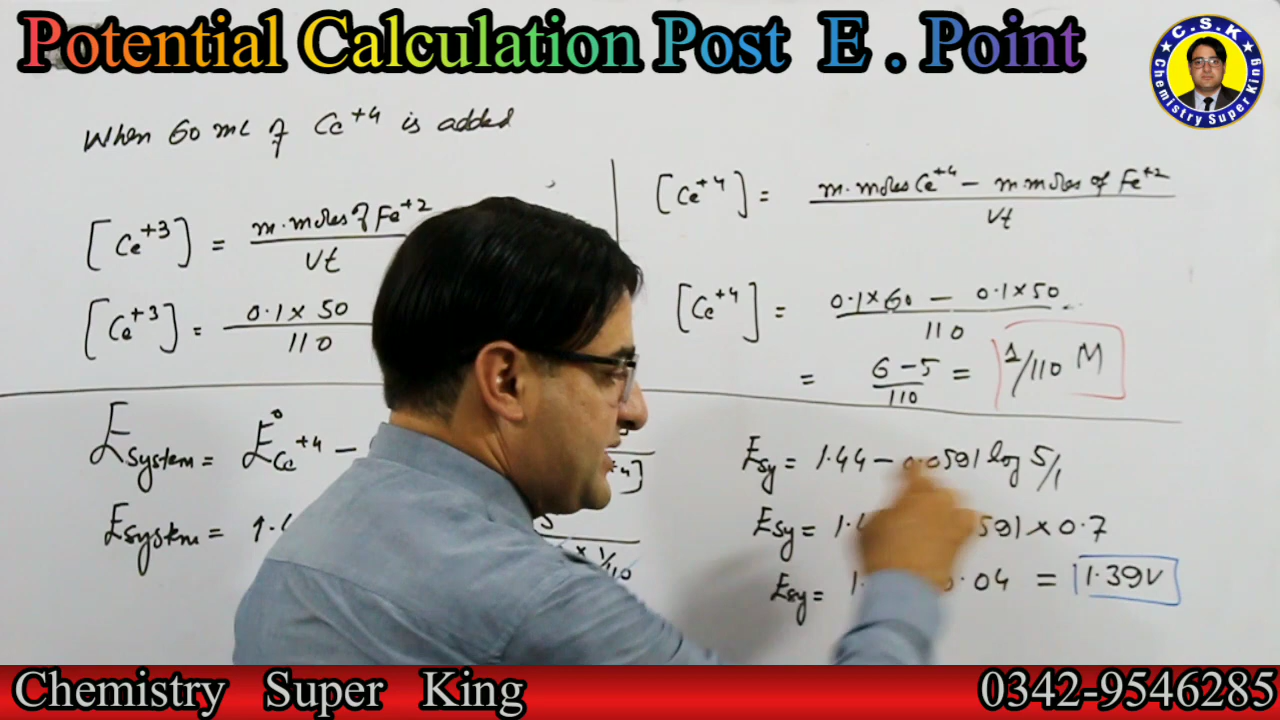 Potential Calculation Post E . Point
C.S.K
Chemistry Super King
When 60 mL of Ce+4 is added
[Ce+3] = m.moles of Fe+2 / Vt
[Ce+3] = 0.1 × 50 / 110
[Ce+4] = m.moles Ce+4 – m.moles of Fe+2 / Vt
[Ce+4] = 0.1×60 – 0.1×50 / 110
= 6 – 5 / 110 = 1/110 M
Esystem = E°Ce+4 –
Esystem =
Esy = 1.44 – 0.0591 log 5/1
Esy = 591 × 0.7
Esy = 0.04 = 1.39V
Chemistry Super King
0342-9546285